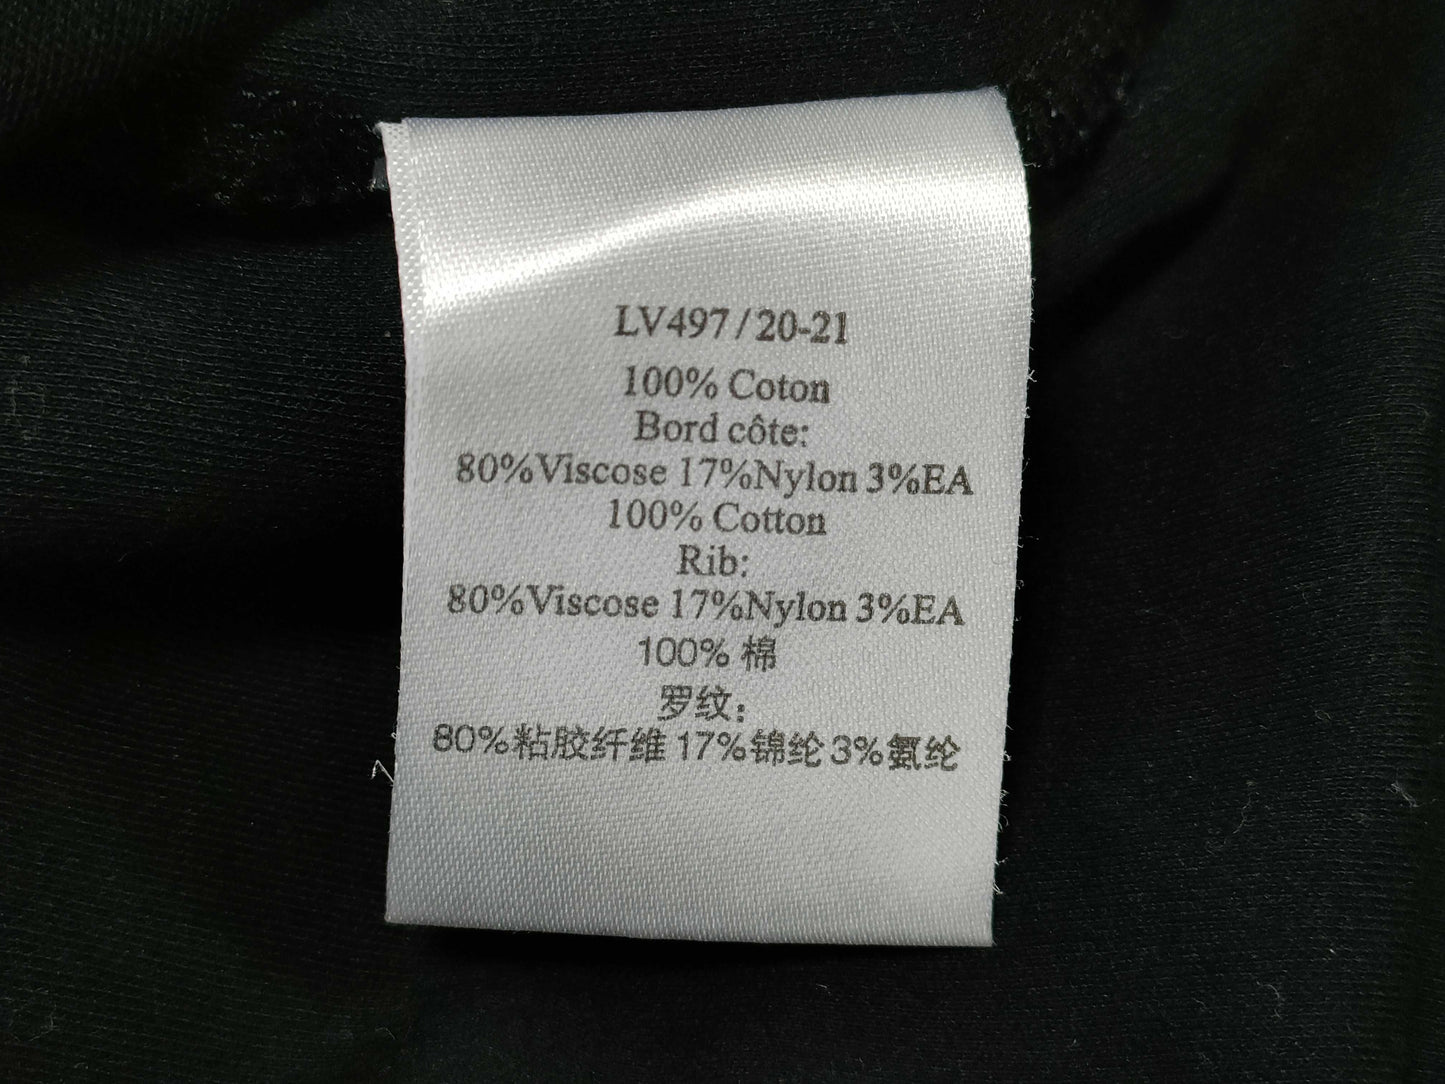 LV497/20-21
100% Coton
Bord côte:
80%Viscose 17%Nylon 3%EA
100% Cotton
Rib:
80%Viscose 17%Nylon 3%EA
100% 棉
罗纹：
80%粘胶纤维 17%锦纶 3%氨纶